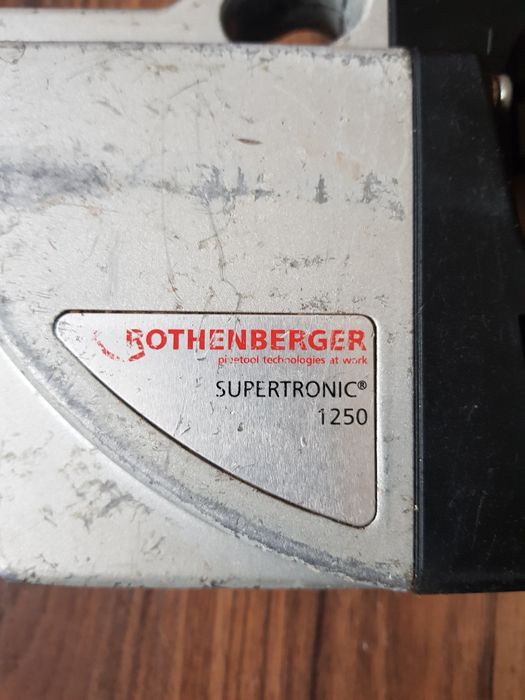 ROTHENBERGER
pipetool technologies at work
SUPERTRONIC®
1250